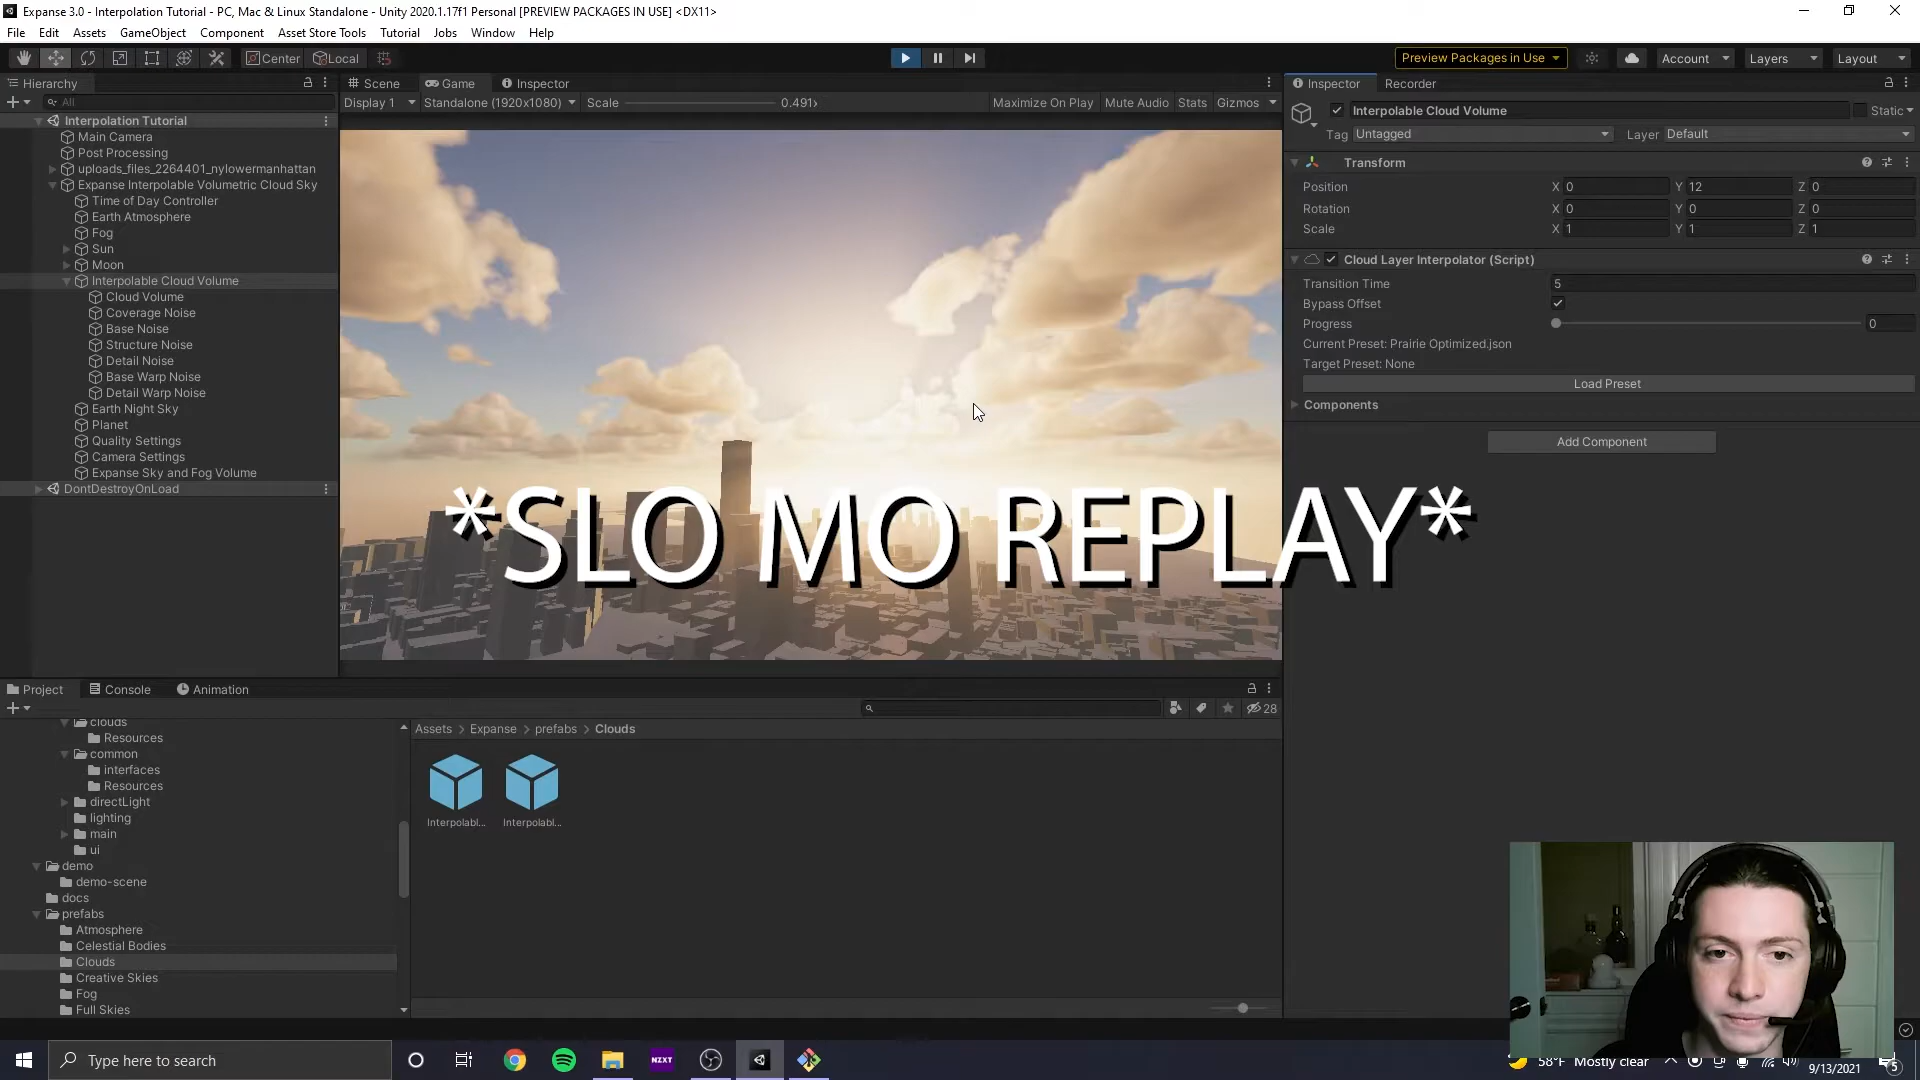 Expanse 3.0 - Interpolation Tutorial - PC, Mac & Linux Standalone - Unity 2020.1.17f1 Personal [PREVIEW PACKAGES IN USE] <DX11>
File Edit Assets GameObject Component Asset Store Tools Tutorial Jobs Window Help
Center Local Preview Packages in Use Account Layers Layout
Hierarchy Scene Game Inspector Inspector Recorder
All Display 1 Standalone (1920x1080) Scale 0.491x Maximize On Play Mute Audio Stats Gizmos
Interpolation Tutorial
Main Camera
Post Processing
uploads_files_2264401_nylowermanhattan
Expanse Interpolable Volumetric Cloud Sky
Time of Day Controller
Earth Atmosphere
Fog
Sun
Moon
Interpolable Cloud Volume
Cloud Volume
Coverage Noise
Base Noise
Structure Noise
Detail Noise
Base Warp Noise
Detail Warp Noise
Earth Night Sky
Planet
Quality Settings
Camera Settings
Expanse Sky and Fog Volume
DontDestroyOnLoad
*SLO MO REPLAY*
Interpolable Cloud Volume Static
Tag Untagged Layer Default
Transform
Position X 0 Y 12 Z 0
Rotation X 0 Y 0 Z 0
Scale X 1 Y 1 Z 1
Cloud Layer Interpolator (Script)
Transition Time 5
Bypass Offset
Progress 0
Current Preset: Prairie Optimized.json
Target Preset: None
Load Preset
Components
Add Component
Project Console Animation
28
clouds
Resources
common
interfaces
Resources
directLight
lighting
main
ui
demo
demo-scene
docs
prefabs
Atmosphere
Celestial Bodies
Clouds
Creative Skies
Fog
Full Skies
Assets > Expanse > prefabs > Clouds
Interpolabl... Interpolabl...
Type here to search
NZXT
58°F Mostly clear
9/13/2021
5